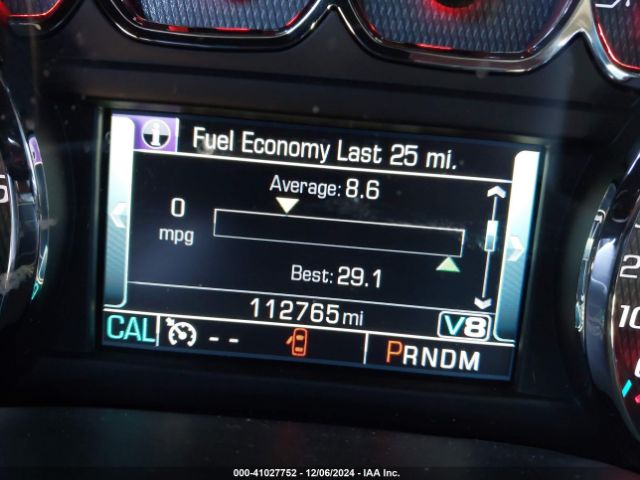 Fuel Economy Last 25 mi.
Average: 8.6
0
mpg
Best: 29.1
112765 mi
V8
CAL
- -
PRNDM
000-41027752 - 12/06/2024 - IAA Inc.